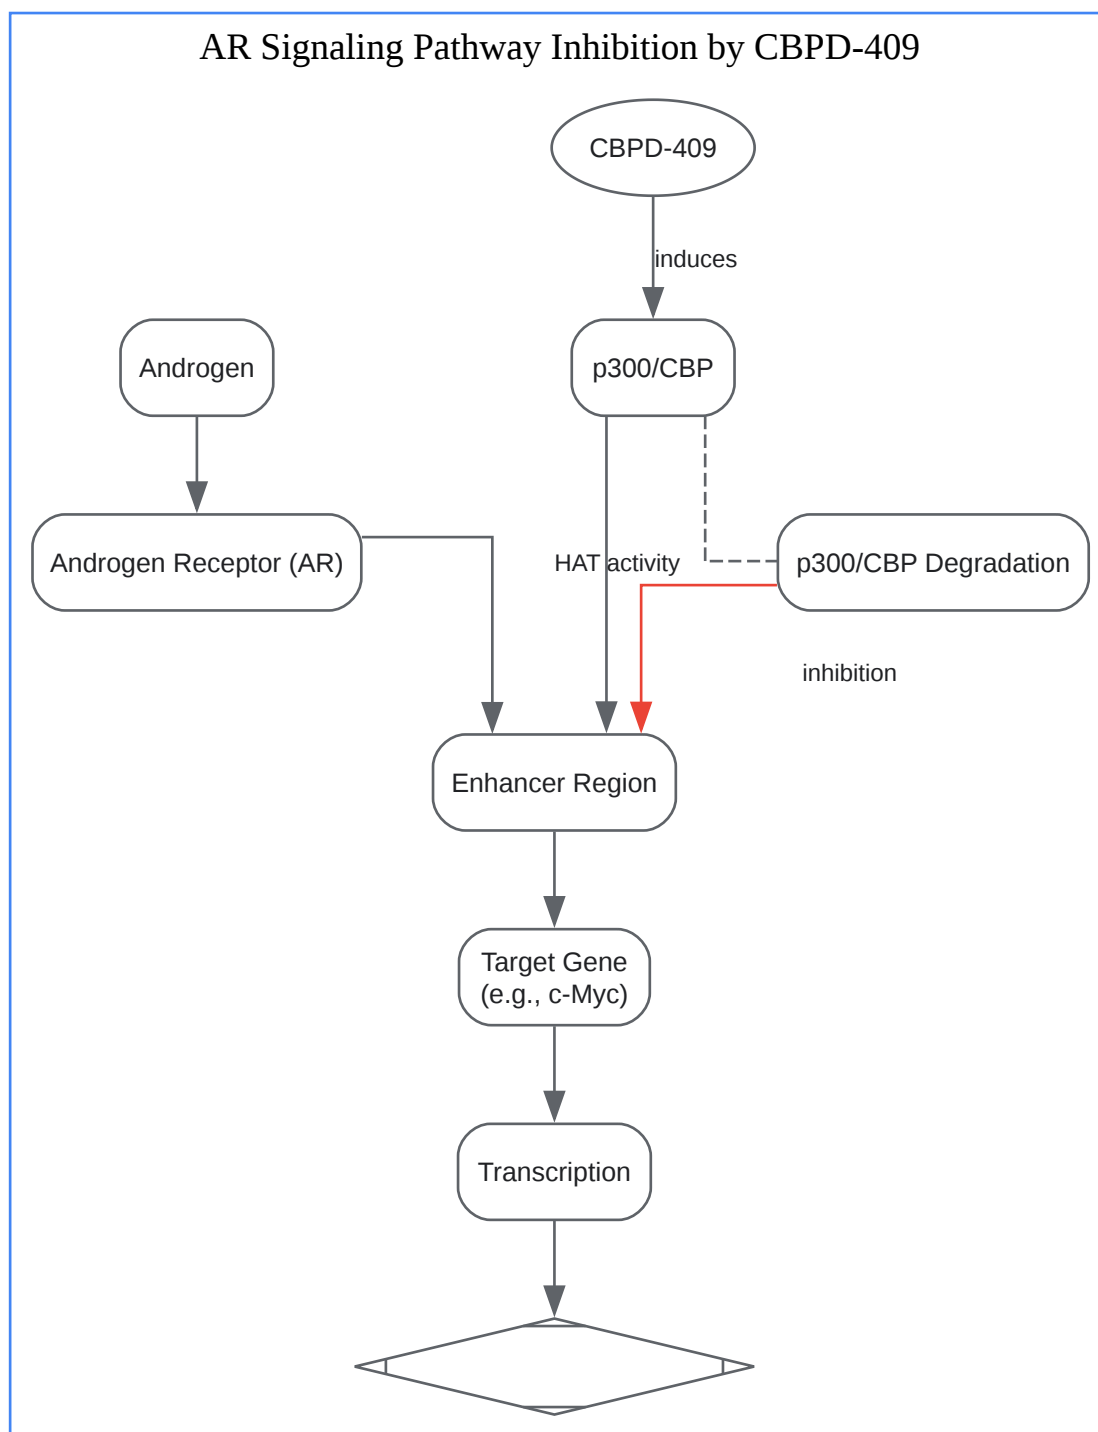 AR Signaling Pathway Inhibition by CBPD-409
CBPD-409
induces
Androgen
p300/CBP
Androgen Receptor (AR)
HAT activity
p300/CBP Degradation
inhibition
Enhancer Region
Target Gene
(e.g., c-Myc)
Transcription